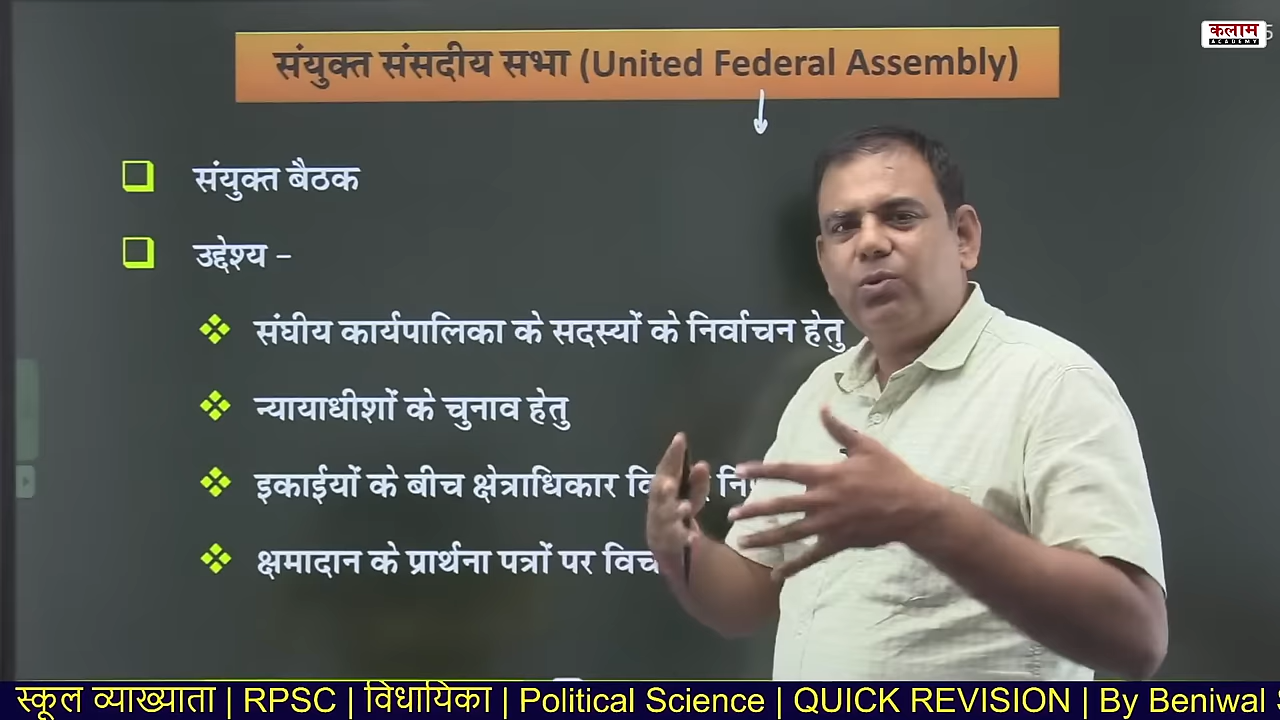 कलाम
ACADEMY
संयुक्त संसदीय सभा (United Federal Assembly)
संयुक्त बैठक
उद्देश्य –
संघीय कार्यपालिका के सदस्यों के निर्वाचन हेतु
न्यायाधीशों के चुनाव हेतु
इकाईयों के बीच क्षेत्राधिकार
क्षमादान के प्रार्थना पत्रों पर
स्कूल व्याख्याता | RPSC | विधायिका | Political Science | QUICK REVISION | By Beniwal